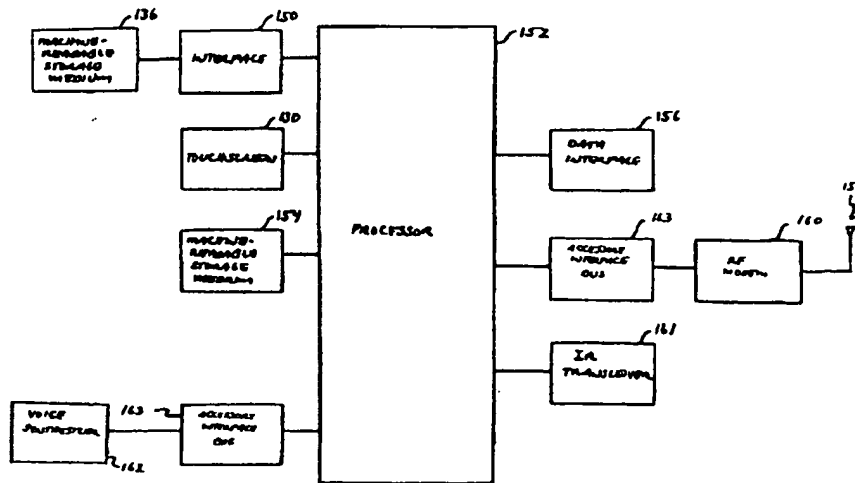 136
150
152
MACHINE-
READABLE
STORAGE
MEDIUM
INTERFACE
130
TOUCHSCREEN
156
DATA
INTERFACE
154
MACHINE-
READABLE
STORAGE
MEDIUM
PROCESSOR
163
ACCESSORY
INTERFACE
BUS
160
RF
MODEM
15
161
IR
TRANSCEIVER
VOICE
162
163
ACCESSORY
INTERFACE
BUS